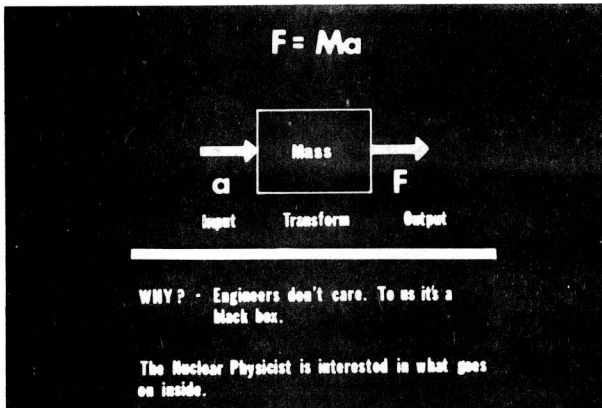 F = Ma
Mass
a F
Input Transform Output
WHY? - Engineers don't care. To us it's a
black box.
The Nuclear Physicist is interested in what goes
on inside.